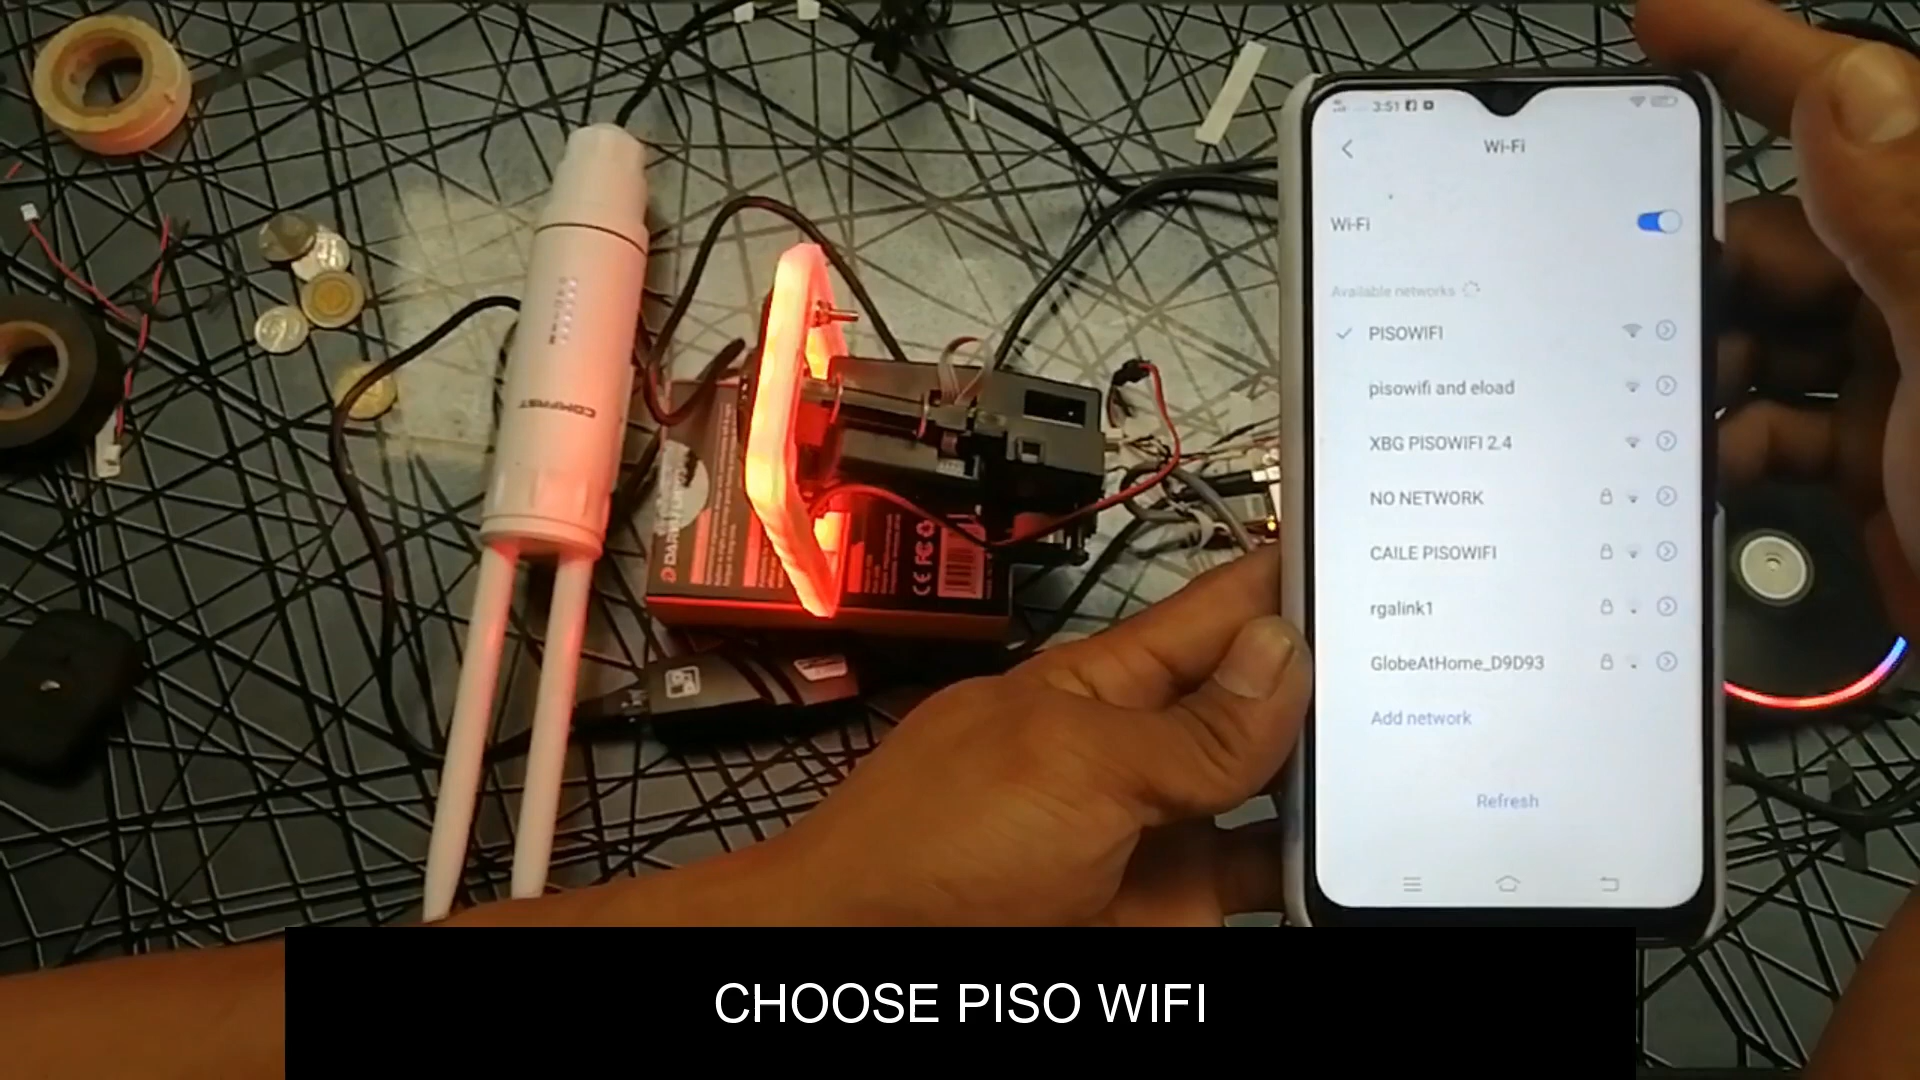 COMFAST
DARK
3:51
Wi-Fi
Wi-Fi
Available networks
PISOWIFI
pisowifi and eload
XBG PISOWIFI 2.4
NO NETWORK
CAILE PISOWIFI
rgalink1
GlobeAtHome_D9D93
Add network
Refresh
CHOOSE PISO WIFI